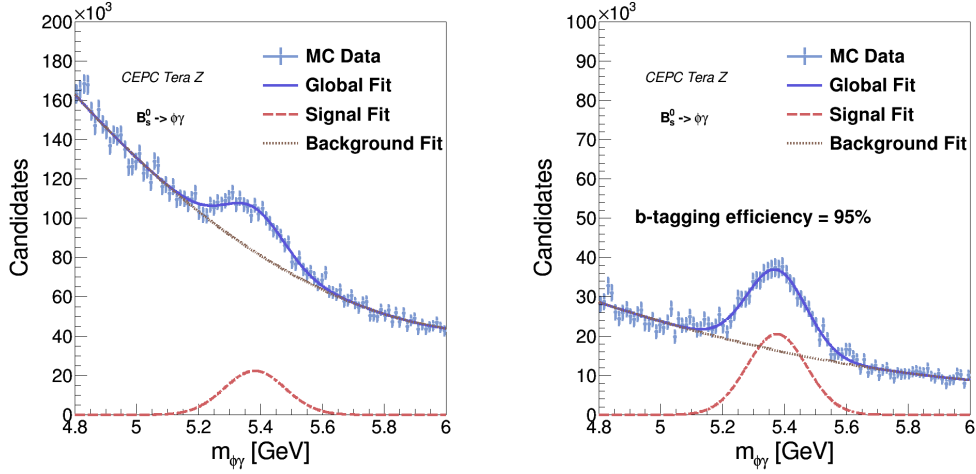 ×10³
200
180
160
140
120
100
80
60
40
20
0
Candidates
CEPC Tera Z
B⁰ₛ -> ϕγ
MC Data
Global Fit
Signal Fit
Background Fit
4.8 5 5.2 5.4 5.6 5.8 6
m_ϕγ [GeV]
×10³
100
90
80
70
60
50
40
30
20
10
0
Candidates
CEPC Tera Z
B⁰ₛ -> ϕγ
MC Data
Global Fit
Signal Fit
Background Fit
b-tagging efficiency = 95%
4.8 5 5.2 5.4 5.6 5.8 6
m_ϕγ [GeV]